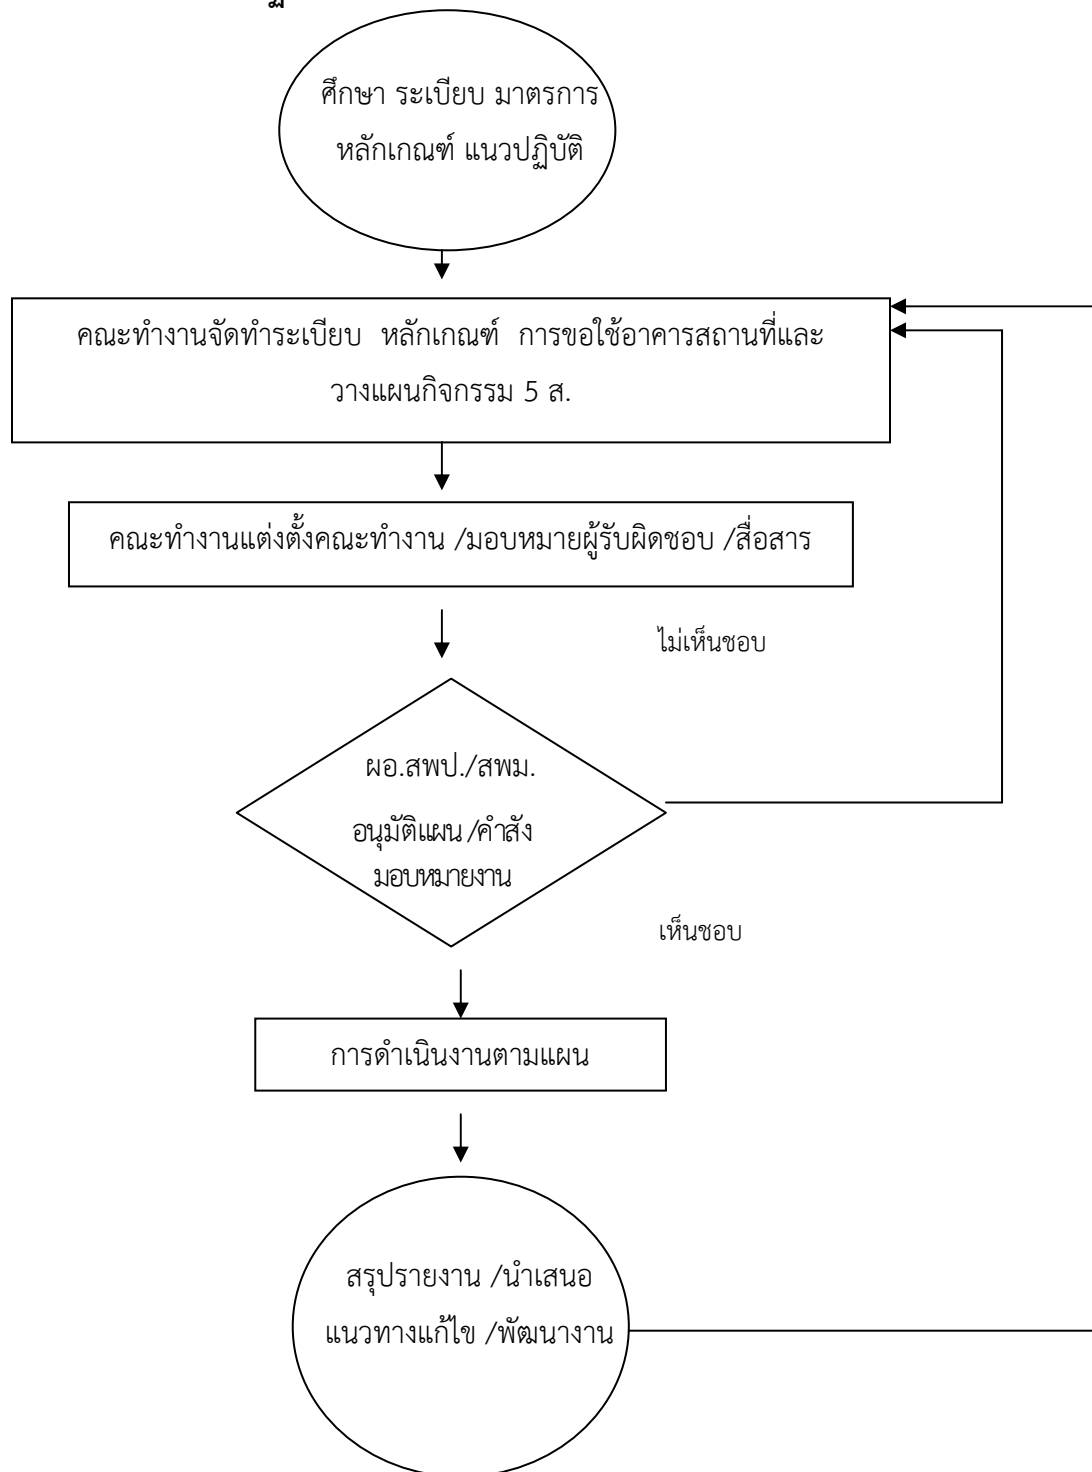 ศึกษา ระเบียบ มาตรการ
หลักเกณฑ์ แนวปฏิบัติ
คณะทำงานจัดทำระเบียบ หลักเกณฑ์ การขอใช้อาคารสถานที่และ
วางแผนกิจกรรม 5 ส.
คณะทำงานแต่งตั้งคณะทำงาน /มอบหมายผู้รับผิดชอบ /สื่อสาร
ไม่เห็นชอบ
ผอ.สพป./สพม.
อนุมัติแผน /คำสัง
มอบหมายงาน
เห็นชอบ
การดำเนินงานตามแผน
สรุปรายงาน /นำเสนอ
แนวทางแก้ไข /พัฒนางาน